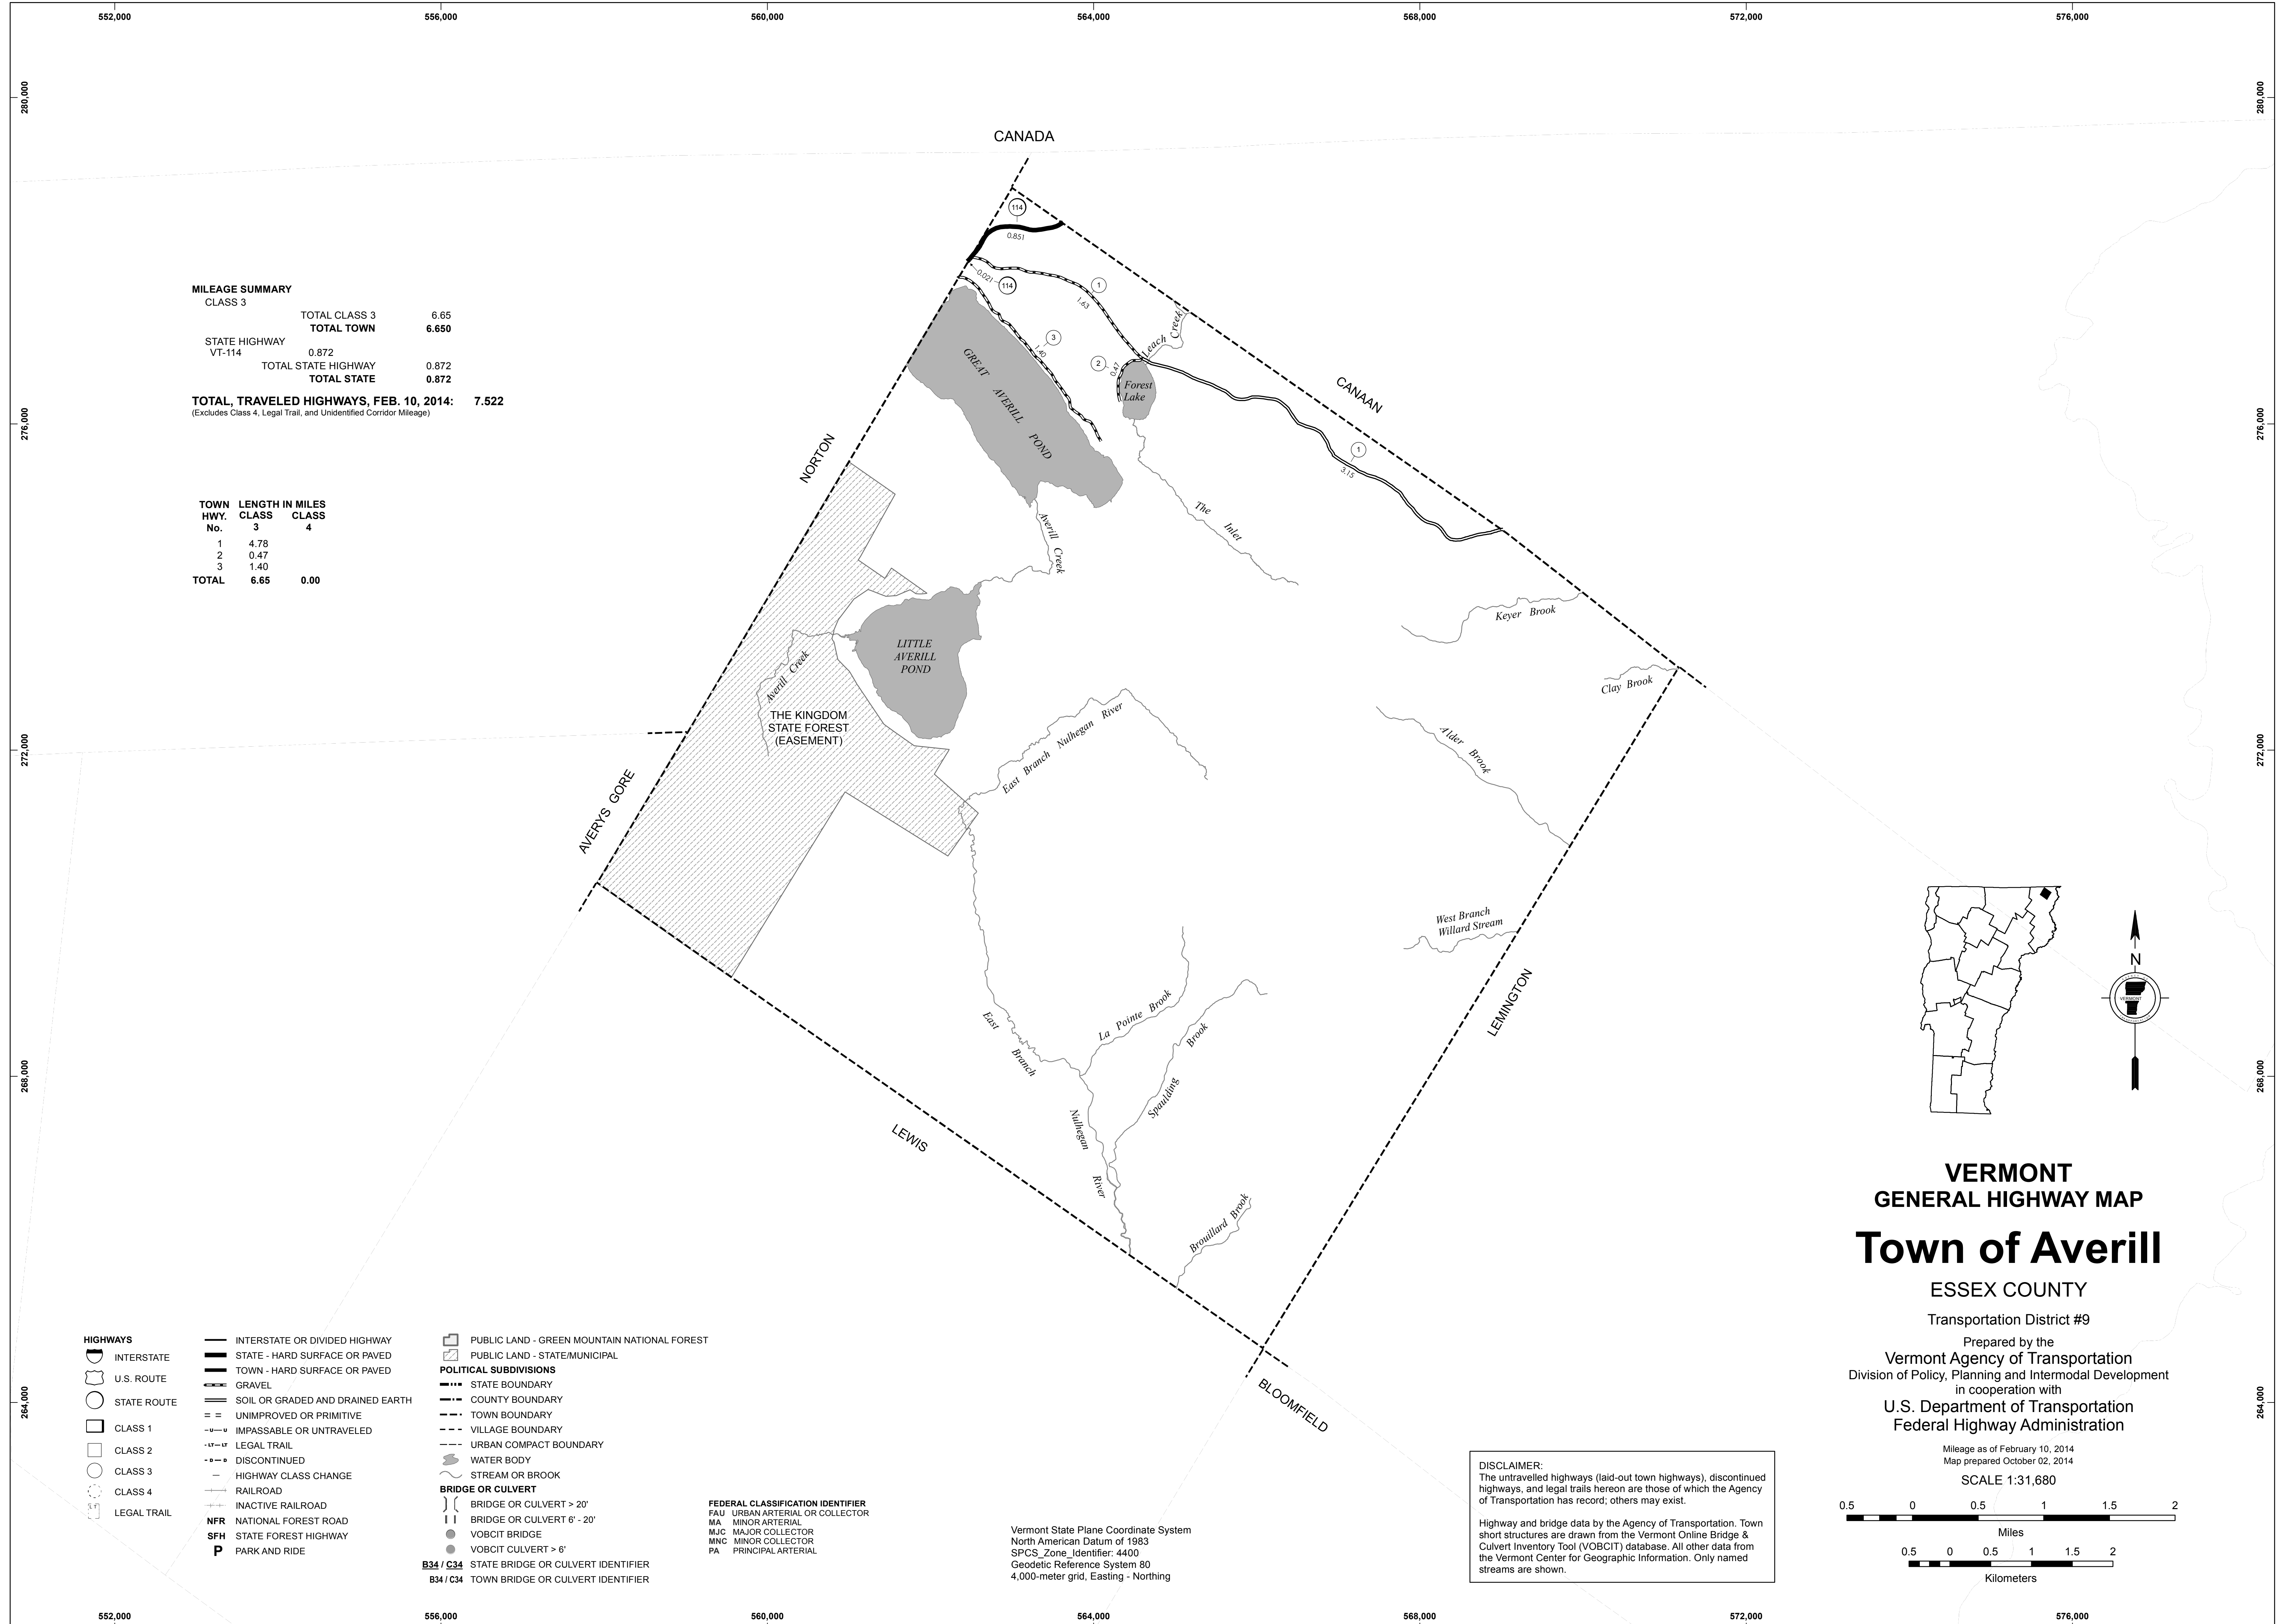 552,000 556,000 560,000 564,000 568,000 572,000 576,000
280,000 280,000
CANADA
114
0.851
0.021
114
1
1.63
MILEAGE SUMMARY
CLASS 3
TOTAL CLASS 3 6.65
TOTAL TOWN 6.650
STATE HIGHWAY
VT-114 0.872
TOTAL STATE HIGHWAY 0.872
TOTAL STATE 0.872
TOTAL, TRAVELED HIGHWAYS, FEB. 10, 2014: 7.522
(Excludes Class 4, Legal Trail, and Unidentified Corridor Mileage)
3
1.40
2
0.47
Leach Creek
Forest
Lake
GREAT AVERILL POND
CANAAN
276,000 276,000
1
3.15
NORTON
TOWN LENGTH IN MILES
HWY. CLASS CLASS
No. 3 4
1 4.78
2 0.47
3 1.40
TOTAL 6.65 0.00
Averill Creek
The Inlet
Keyer Brook
LITTLE
AVERILL
POND
Averill Creek
Clay Brook
THE KINGDOM
STATE FOREST
(EASEMENT)
East Branch Nulhegan River
Alder Brook
272,000 272,000
AVERYS GORE
West Branch
Willard Stream
LEMINGTON
La Pointe Brook
Spaulding Brook
East Branch Nulhegan River
268,000 268,000
LEWIS
Brouillard Brook
BLOOMFIELD
264,000 264,000
N
VERMONT
VERMONT
GENERAL HIGHWAY MAP
Town of Averill
ESSEX COUNTY
Transportation District #9
Prepared by the
Vermont Agency of Transportation
Division of Policy, Planning and Intermodal Development
in cooperation with
U.S. Department of Transportation
Federal Highway Administration
Mileage as of February 10, 2014
Map prepared October 02, 2014
SCALE 1:31,680
0.5 0 0.5 1 1.5 2
Miles
0.5 0 0.5 1 1.5 2
Kilometers
HIGHWAYS
INTERSTATE
U.S. ROUTE
STATE ROUTE
CLASS 1
CLASS 2
CLASS 3
CLASS 4
LEGAL TRAIL
INTERSTATE OR DIVIDED HIGHWAY
STATE - HARD SURFACE OR PAVED
TOWN - HARD SURFACE OR PAVED
GRAVEL
SOIL OR GRADED AND DRAINED EARTH
UNIMPROVED OR PRIMITIVE
U U IMPASSABLE OR UNTRAVELED
LT LT LEGAL TRAIL
D D DISCONTINUED
HIGHWAY CLASS CHANGE
RAILROAD
INACTIVE RAILROAD
NFR NATIONAL FOREST ROAD
SFH STATE FOREST HIGHWAY
P PARK AND RIDE
PUBLIC LAND - GREEN MOUNTAIN NATIONAL FOREST
PUBLIC LAND - STATE/MUNICIPAL
POLITICAL SUBDIVISIONS
STATE BOUNDARY
COUNTY BOUNDARY
TOWN BOUNDARY
VILLAGE BOUNDARY
URBAN COMPACT BOUNDARY
WATER BODY
STREAM OR BROOK
BRIDGE OR CULVERT
BRIDGE OR CULVERT > 20'
BRIDGE OR CULVERT 6' - 20'
VOBCIT BRIDGE
VOBCIT CULVERT > 6'
B34 / C34 STATE BRIDGE OR CULVERT IDENTIFIER
B34 / C34 TOWN BRIDGE OR CULVERT IDENTIFIER
FEDERAL CLASSIFICATION IDENTIFIER
FAU URBAN ARTERIAL OR COLLECTOR
MA MINOR ARTERIAL
MJC MAJOR COLLECTOR
MNC MINOR COLLECTOR
PA PRINCIPAL ARTERIAL
Vermont State Plane Coordinate System
North American Datum of 1983
SPCS_Zone_Identifier: 4400
Geodetic Reference System 80
4,000-meter grid, Easting - Northing
DISCLAIMER:
The untravelled highways (laid-out town highways), discontinued
highways, and legal trails hereon are those of which the Agency
of Transportation has record; others may exist.
Highway and bridge data by the Agency of Transportation. Town
short structures are drawn from the Vermont Online Bridge &
Culvert Inventory Tool (VOBCIT) database. All other data from
the Vermont Center for Geographic Information. Only named
streams are shown.
552,000 556,000 560,000 564,000 568,000 572,000 576,000